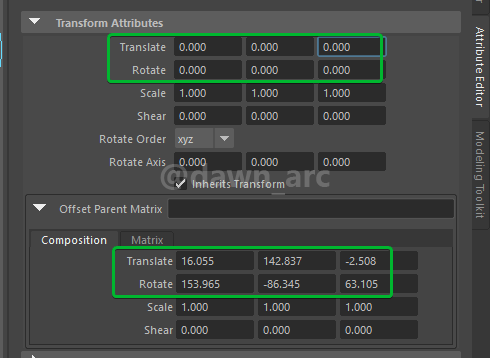 Transform Attributes
Translate 0.000 0.000 0.000
Rotate 0.000 0.000 0.000
Scale 1.000 1.000 1.000
Shear 0.000 0.000 0.000
Rotate Order xyz
Rotate Axis 0.000 0.000 0.000
@dawn_arc
Inherits Transform
Offset Parent Matrix
Composition Matrix
Translate 16.055 142.837 -2.508
Rotate 153.965 -86.345 63.105
Scale 1.000 1.000 1.000
Shear 0.000 0.000 0.000
Attribute Editor
Modeling Toolkit